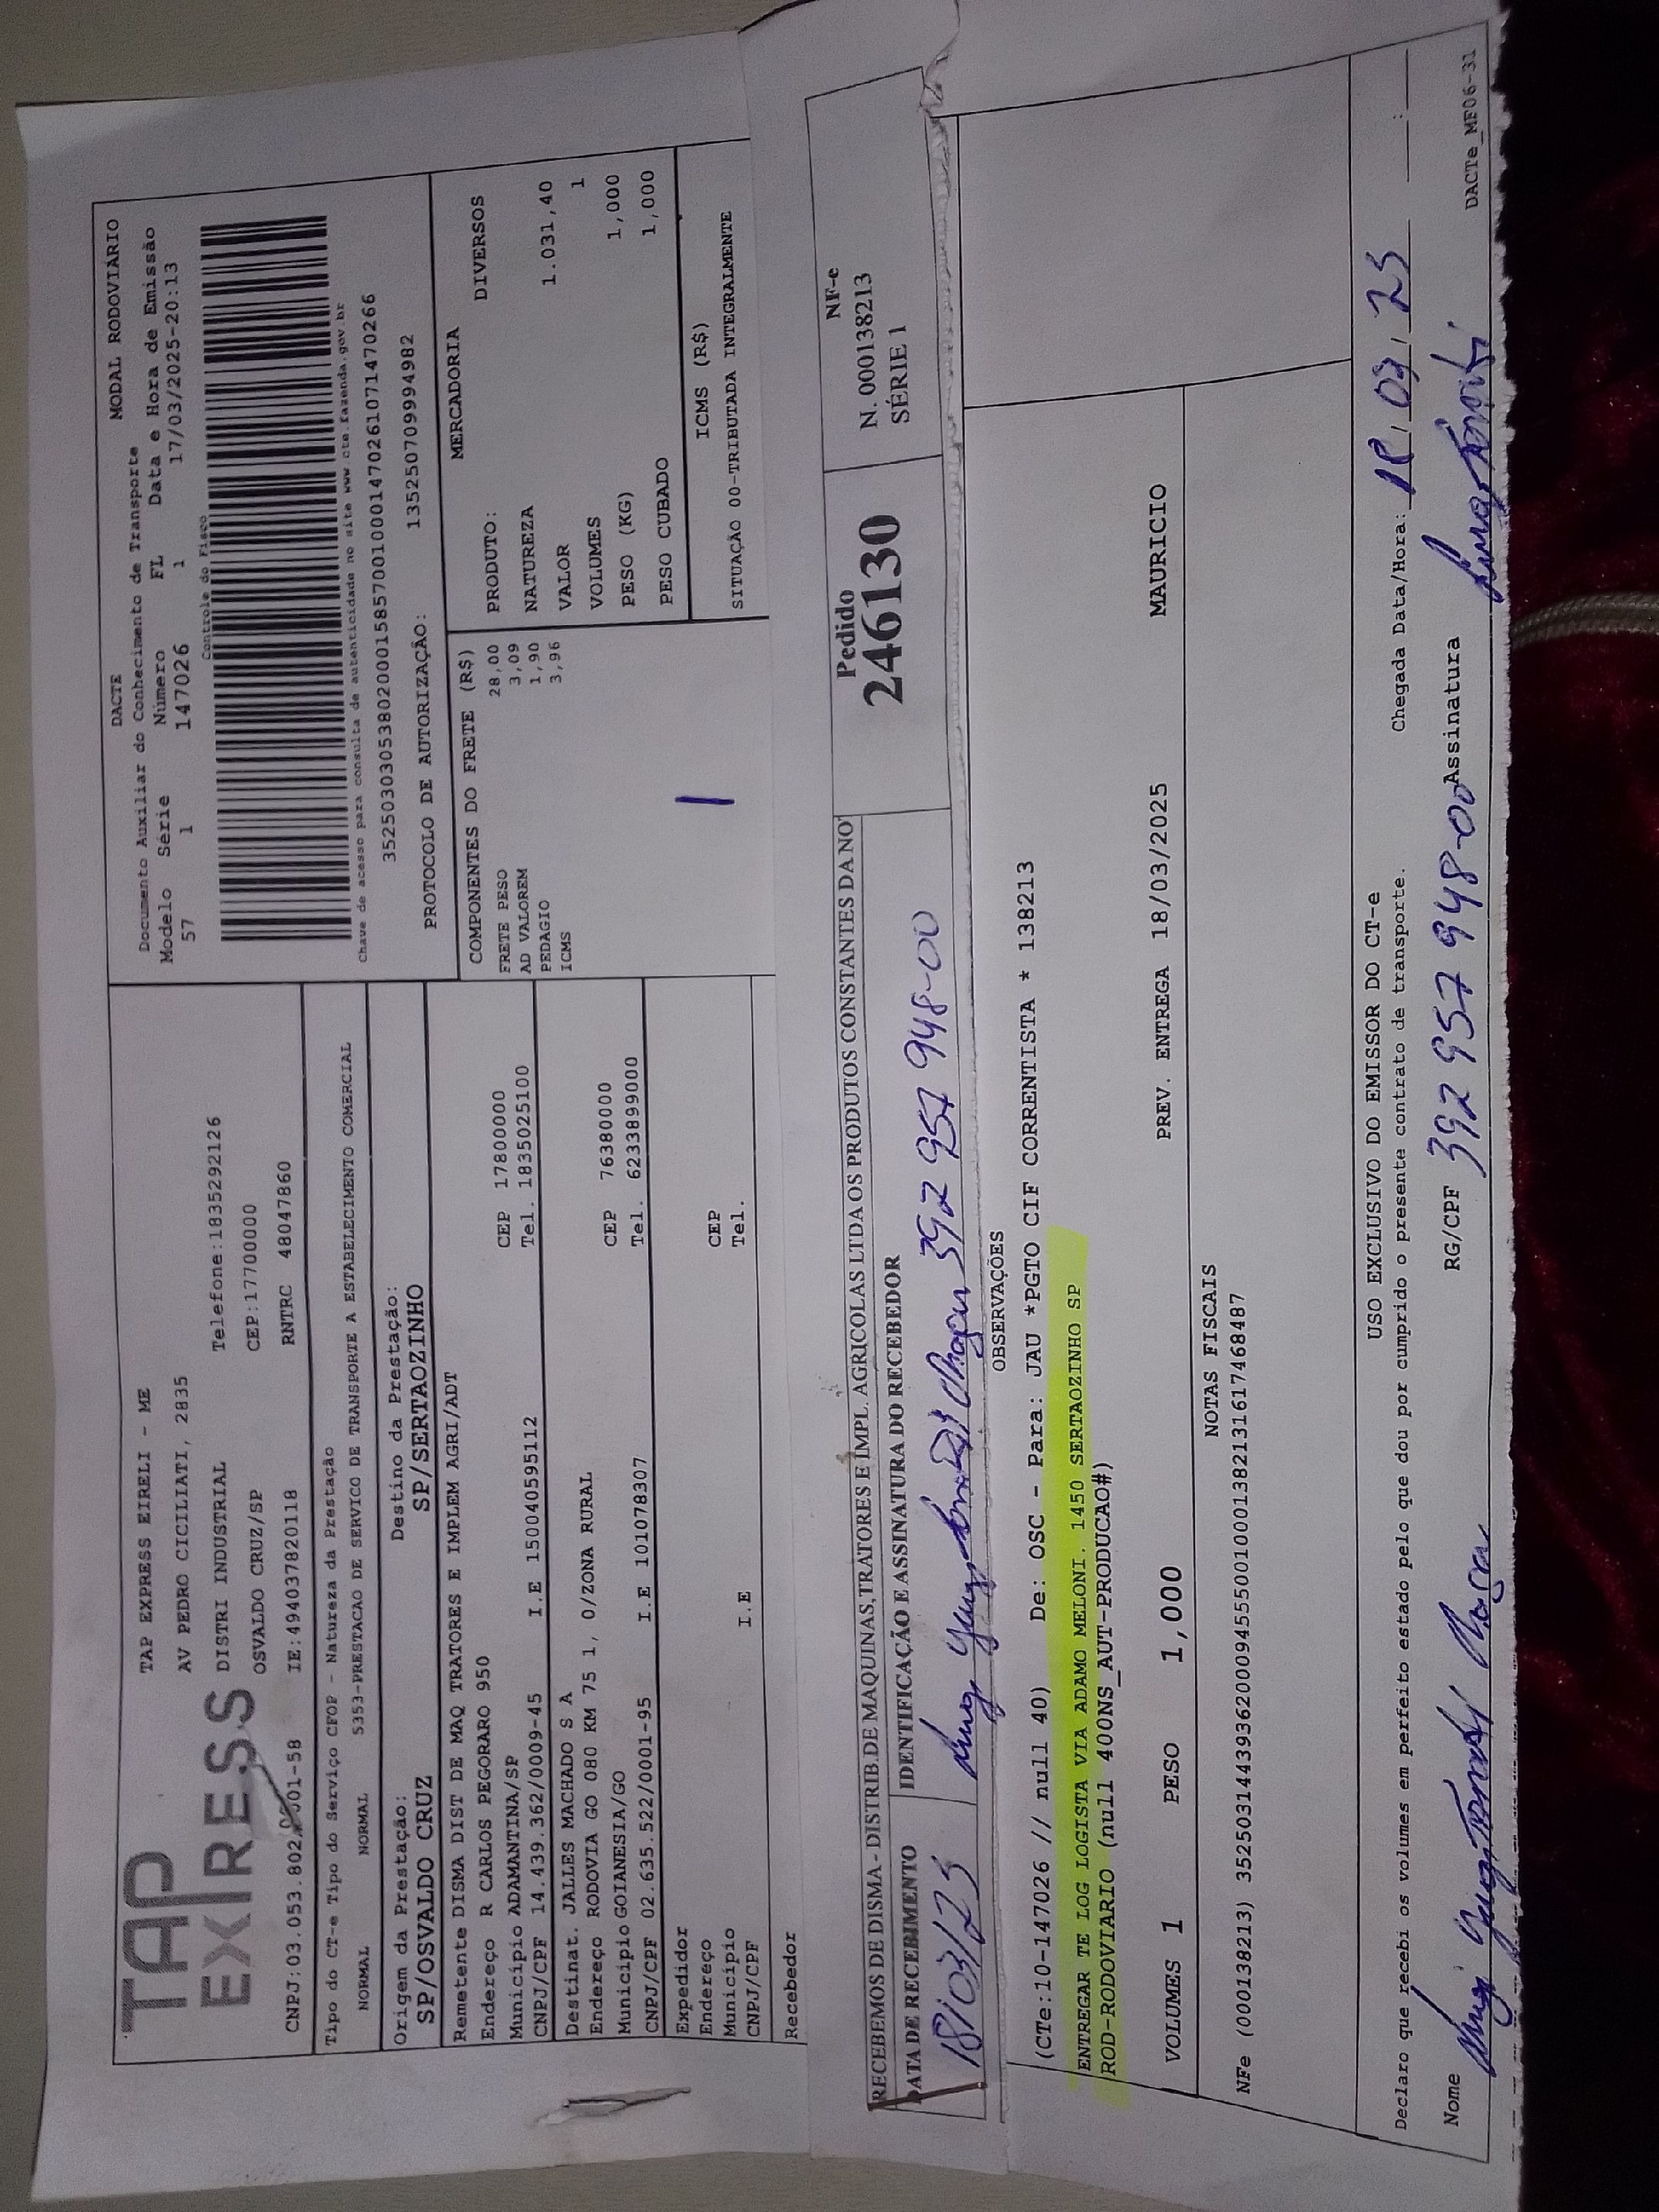 TAP
EXPRESS
TAP EXPRESS EIRELI - ME
AV PEDRO CICILIATI, 2835
DISTRI INDUSTRIAL Telefone:1835292126
OSVALDO CRUZ/SP CEP:17700000
CNPJ:03.053.802/0001-58 IE:494037820118 RNTRC 48047860
DACTE MODAL RODOVIÁRIO
Documento Auxiliar do Conhecimento de Transporte
Modelo Série Número FL Data e Hora de Emissão
57 1 147026 1 17/03/2025-20:13
Controle do Fisco
Chave de acesso para consulta de autenticidade no site www.cte.fazenda.gov.br
35250303053802000158570010001470261071470266
PROTOCOLO DE AUTORIZAÇÃO: 135250709994982
Tipo do CT-e Tipo do Serviço CFOP - Natureza da Prestação
NORMAL NORMAL 5353-PRESTACAO DE SERVICO DE TRANSPORTE A ESTABELECIMENTO COMERCIAL
Origem da Prestação: Destino da Prestação:
SP/OSVALDO CRUZ SP/SERTAOZINHO
Remetente DISMA DIST DE MAQ TRATORES E IMPLEM AGRI/ADT
Endereço R CARLOS PEGORARO 950
Município ADAMANTINA/SP CEP 17800000
CNPJ/CPF 14.439.362/0009-45 I.E 150040595112 Tel. 1835025100
Destinat. JALLES MACHADO S A
Endereço RODOVIA GO 080 KM 75 1, 0/ZONA RURAL
Município GOIANESIA/GO CEP 76380000
CNPJ/CPF 02.635.522/0001-95 I.E 101078307 Tel. 6233899000
Expedidor
Endereço
Município CEP
CNPJ/CPF I.E Tel.
Recebedor
COMPONENTES DO FRETE (R$)
FRETE PESO 28,00
AD VALOREM 3,09
PEDAGIO 1,90
ICMS 3,96
MERCADORIA
PRODUTO: DIVERSOS
NATUREZA
VALOR 1.031,40
VOLUMES 1
PESO (KG) 1,000
PESO CUBADO 1,000
ICMS (R$)
SITUAÇÃO 00-TRIBUTADA INTEGRALMENTE
RECEBEMOS DE DISMA - DISTRIB.DE MAQUINAS,TRATORES E IMPL. AGRICOLAS LTDA OS PRODUTOS CONSTANTES DA NO
DATA DE RECEBIMENTO IDENTIFICAÇÃO E ASSINATURA DO RECEBEDOR
18/03/25 392 957 948-00
Pedido
246130
NF-e
N. 000138213
SÉRIE 1
OBSERVAÇÕES
(CTe:10-147026 // null 40) De: OSC - Para: JAU *PGTO CIF CORRENTISTA * 138213
ENTREGAR TE LOG LOGISTA VIA ADAMO MELONI. 1450 SERTAOZINHO SP
ROD-RODOVIARIO (null 400NS_AUT-PRODUCAO#)
VOLUMES 1 PESO 1,000 PREV. ENTREGA 18/03/2025 MAURICIO
NOTAS FISCAIS
NFe (000138213) 35250314439362000945550010001382131617468487
USO EXCLUSIVO DO EMISSOR DO CT-e
Declaro que recebi os volumes em perfeito estado pelo que dou por cumprido o presente contrato de transporte. Chegada Data/Hora: 18/03/25 :
Nome RG/CPF 392 957 948-00 Assinatura
DACTe_MF06-31